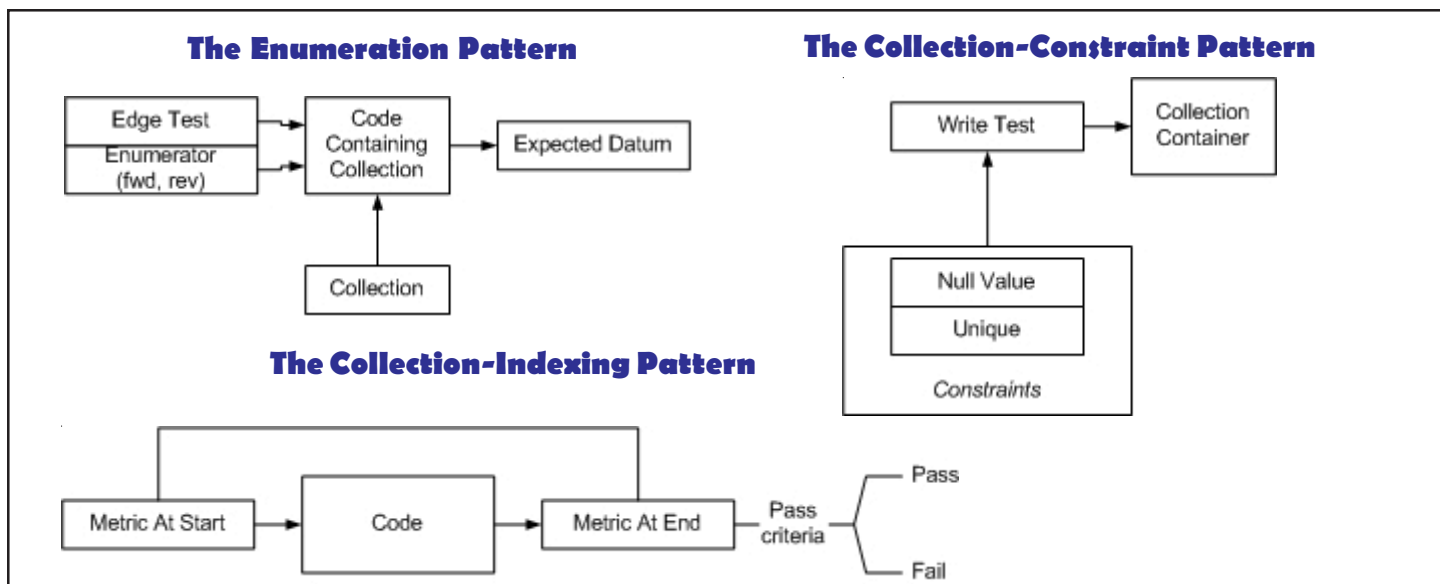 The Enumeration Pattern
Edge Test
Enumerator
(fwd, rev)
Code
Containing
Collection
Expected Datum
Collection
The Collection-Constraint Pattern
Write Test
Collection
Container
Null Value
Unique
Constraints
The Collection-Indexing Pattern
Metric At Start
Code
Metric At End
Pass
criteria
Pass
Fail